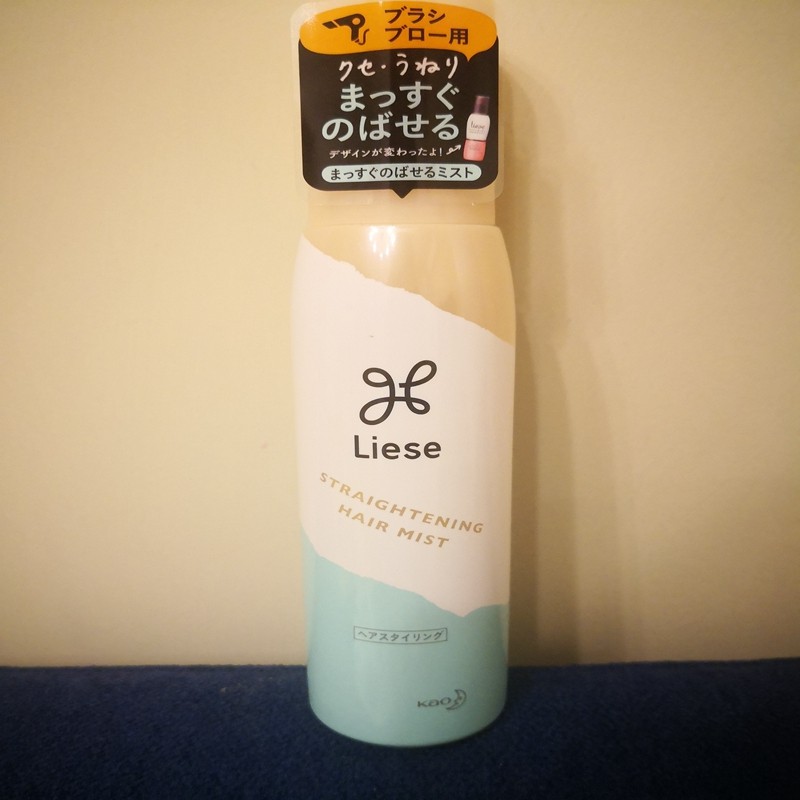 ブラシ
ブロー用
クセ・うねり
まっすぐ
のばせる
デザインが変わったよ!
まっすぐのばせるミスト
Liese
STRAIGHTENING
HAIR MIST
ヘアスタイリング
Kao